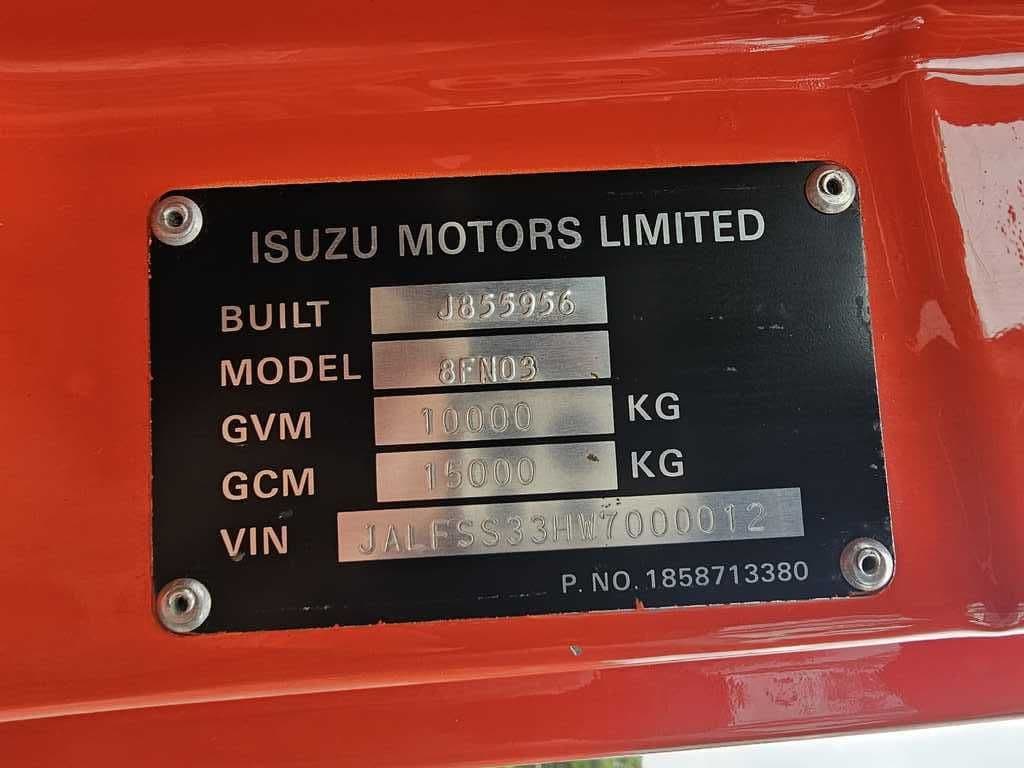 ISUZU MOTORS LIMITED
BUILT J855956
MODEL 8FN03
GVM 10000 KG
GCM 15000 KG
VIN JALFSS33HW7000012
P. NO. 1858713380